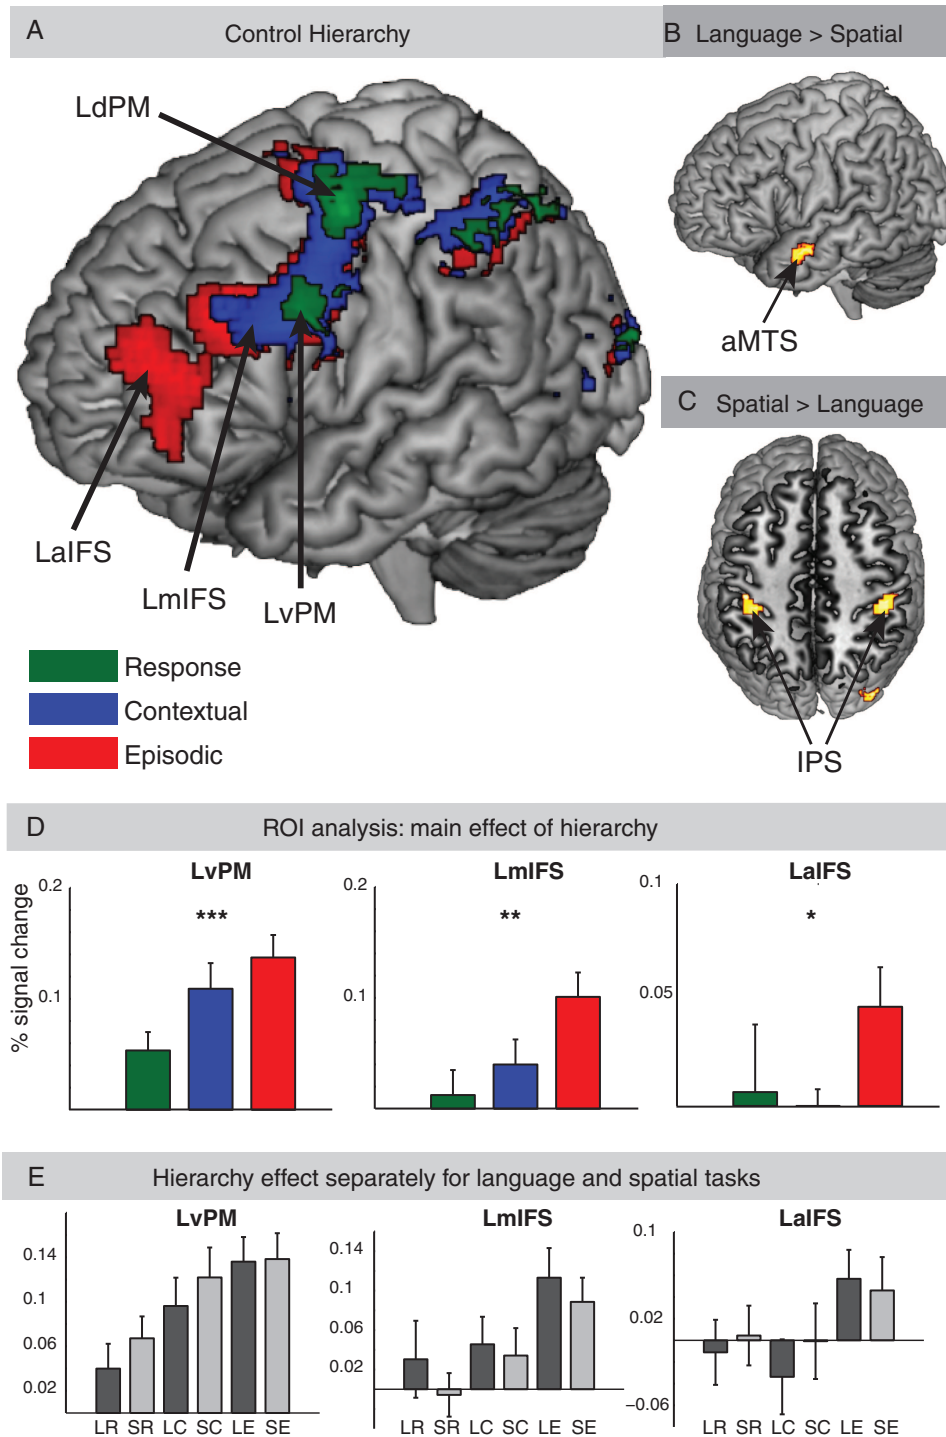 A Control Hierarchy
B Language > Spatial
LdPM
aMTS
C Spatial > Language
LaIFS
LmIFS
LvPM
Response
Contextual
Episodic
IPS
D ROI analysis: main effect of hierarchy
LvPM LmIFS LaIFS
% signal change
0.2
0.1
***
0.2
0.1
**
0.1
0.05
*
E Hierarchy effect separately for language and spatial tasks
LvPM LmIFS LaIFS
0.14
0.1
0.06
0.02
LR SR LC SC LE SE
0.14
0.1
0.06
0.02
LR SR LC SC LE SE
0.1
0.02
−0.06
LR SR LC SC LE SE